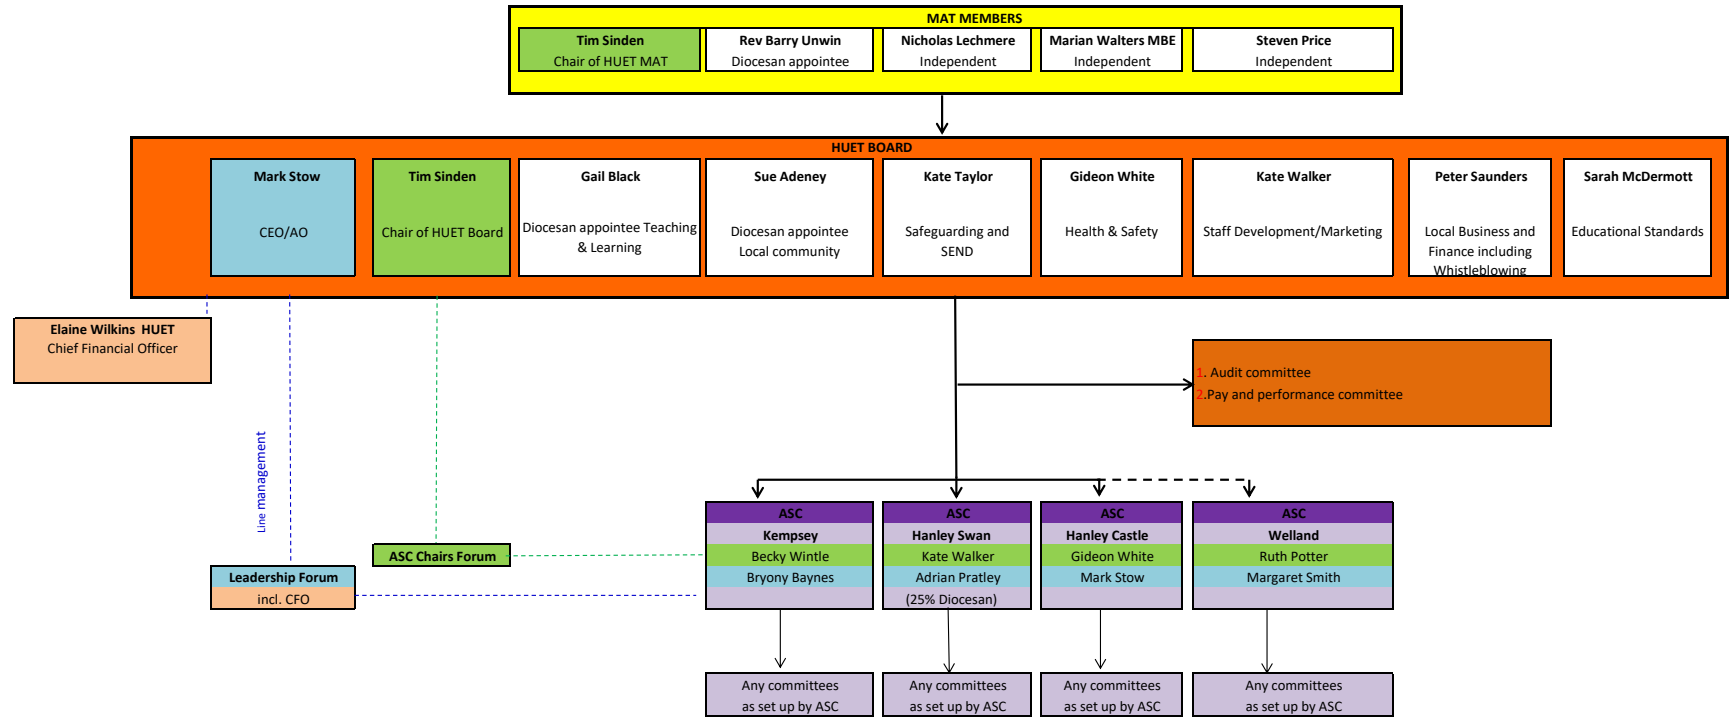 MAT MEMBERS
Tim Sinden
Chair of HUET MAT
Rev Barry Unwin
Diocesan appointee
Nicholas Lechmere
Independent
Marian Walters MBE
Independent
Steven Price
Independent
HUET BOARD
Mark Stow
CEO/AO
Tim Sinden
Chair of HUET Board
Gail Black
Diocesan appointee Teaching
& Learning
Sue Adeney
Diocesan appointee
Local community
Kate Taylor
Safeguarding and
SEND
Gideon White
Health & Safety
Kate Walker
Staff Development/Marketing
Peter Saunders
Local Business and
Finance including
Whistleblowing
Sarah McDermott
Educational Standards
Elaine Wilkins HUET
Chief Financial Officer
1. Audit committee
2.Pay and performance committee
Line management
ASC Chairs Forum
Leadership Forum
incl. CFO
ASC
Kempsey
Becky Wintle
Bryony Baynes
ASC
Hanley Swan
Kate Walker
Adrian Pratley
(25% Diocesan)
ASC
Hanley Castle
Gideon White
Mark Stow
ASC
Welland
Ruth Potter
Margaret Smith
Any committees
as set up by ASC
Any committees
as set up by ASC
Any committees
as set up by ASC
Any committees
as set up by ASC